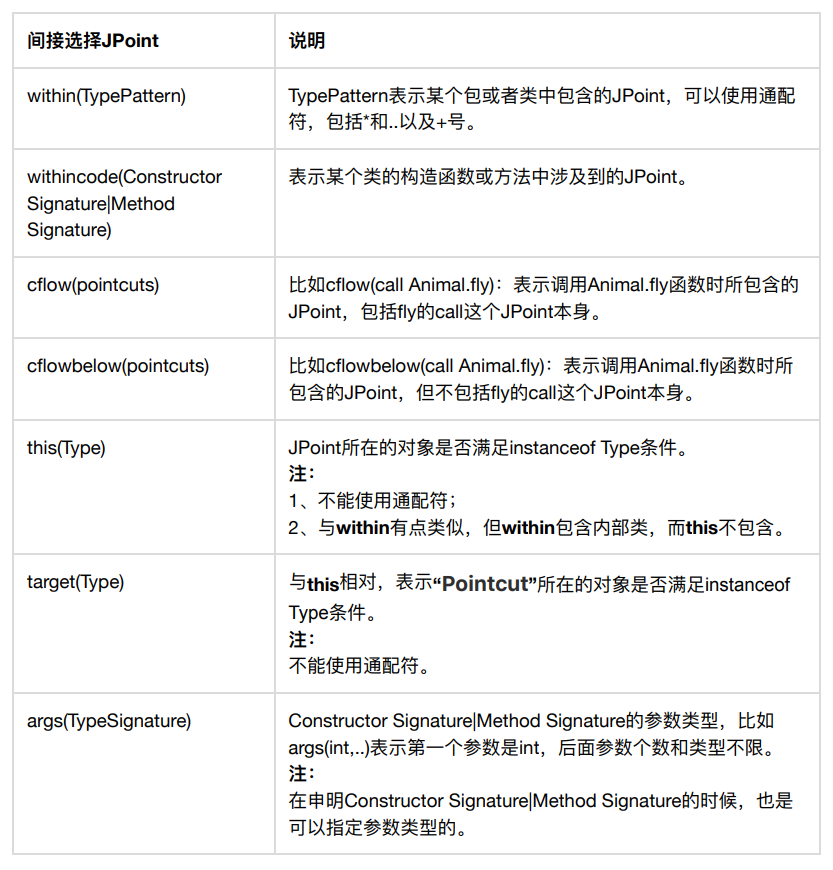 间接选择JPoint
说明
within(TypePattern)
TypePattern表示某个包或者类中包含的JPoint，可以使用通配
符，包括*和..以及+号。
withincode(Constructor
Signature|Method
Signature)
表示某个类的构造函数或方法中涉及到的JPoint。
cflow(pointcuts)
比如cflow(call Animal.fly)：表示调用Animal.fly函数时所包含的
JPoint，包括fly的call这个JPoint本身。
cflowbelow(pointcuts)
比如cflowbelow(call Animal.fly)：表示调用Animal.fly函数时所
包含的JPoint，但不包括fly的call这个JPoint本身。
this(Type)
JPoint所在的对象是否满足instanceof Type条件。
注：
1、不能使用通配符；
2、与within有点类似，但within包含内部类，而this不包含。
target(Type)
与this相对，表示“Pointcut”所在的对象是否满足instanceof
Type条件。
注：
不能使用通配符。
args(TypeSignature)
Constructor Signature|Method Signature的参数类型，比如
args(int,..)表示第一个参数是int，后面参数个数和类型不限。
注：
在申明Constructor Signature|Method Signature的时候，也是
可以指定参数类型的。